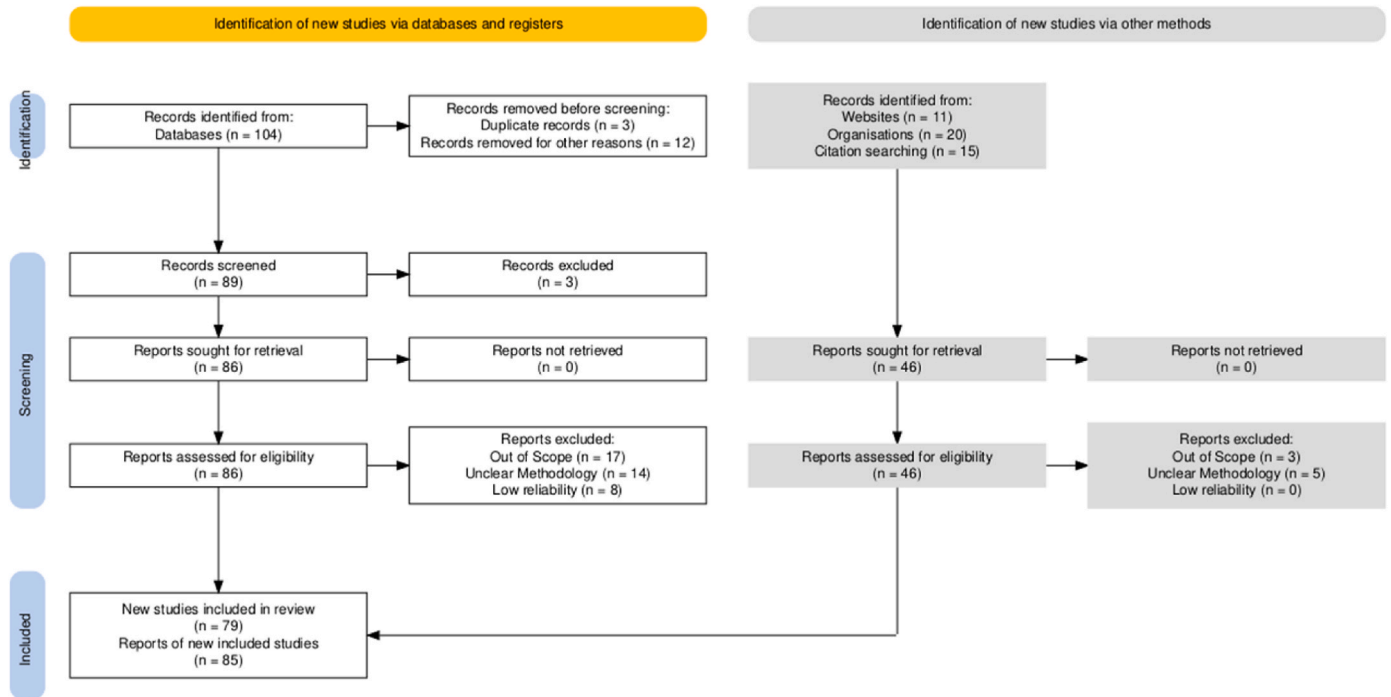 Identification of new studies via databases and registers
Identification of new studies via other methods
Identification
Records identified from:
Databases (n = 104)
Records removed before screening:
Duplicate records (n = 3)
Records removed for other reasons (n = 12)
Records identified from:
Websites (n = 11)
Organisations (n = 20)
Citation searching (n = 15)
Screening
Records screened
(n = 89)
Records excluded
(n = 3)
Reports sought for retrieval
(n = 86)
Reports not retrieved
(n = 0)
Reports sought for retrieval
(n = 46)
Reports not retrieved
(n = 0)
Reports assessed for eligibility
(n = 86)
Reports excluded:
Out of Scope (n = 17)
Unclear Methodology (n = 14)
Low reliability (n = 8)
Reports assessed for eligibility
(n = 46)
Reports excluded:
Out of Scope (n = 3)
Unclear Methodology (n = 5)
Low reliability (n = 0)
Included
New studies included in review
(n = 79)
Reports of new included studies
(n = 85)